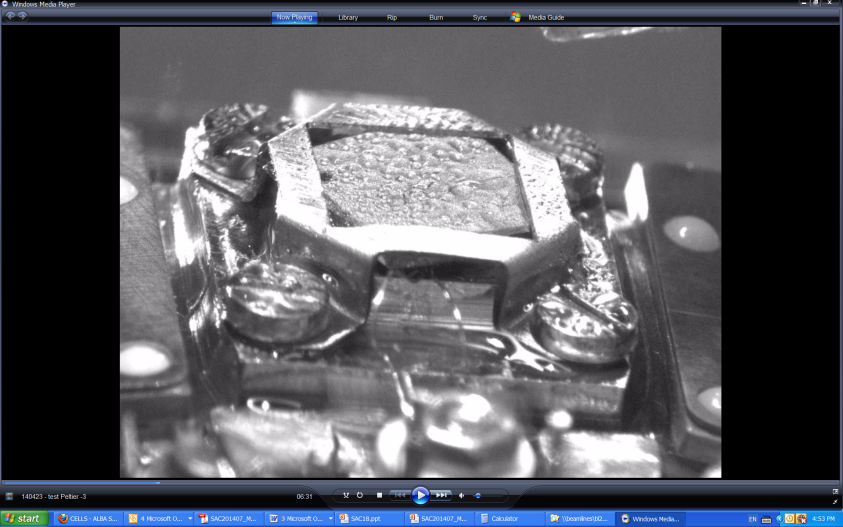 Windows Media Player
Now Playing Library Rip Burn Sync Media Guide
140423 - test Peltier -3 06:31
start CELLS - ALBA S... 4 Microsoft O... SAC201407_M... 3 Microsoft O... SAC18.ppt SAC201407_M... Calculator \\beamlines\bl2... Windows Media... EN 4:53 PM